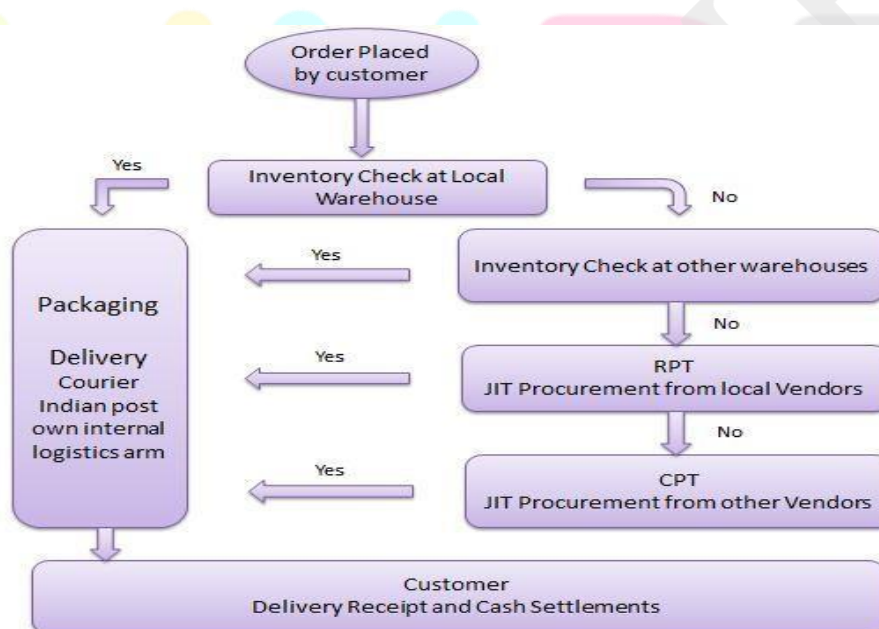 Order Placed
by customer
Yes
Inventory Check at Local
Warehouse
No
Yes
Inventory Check at other warehouses
Packaging
Delivery
Courier
Indian post
own internal
logistics arm
No
Yes
RPT
JIT Procurement from local Vendors
No
Yes
CPT
JIT Procurement from other Vendors
Customer
Delivery Receipt and Cash Settlements